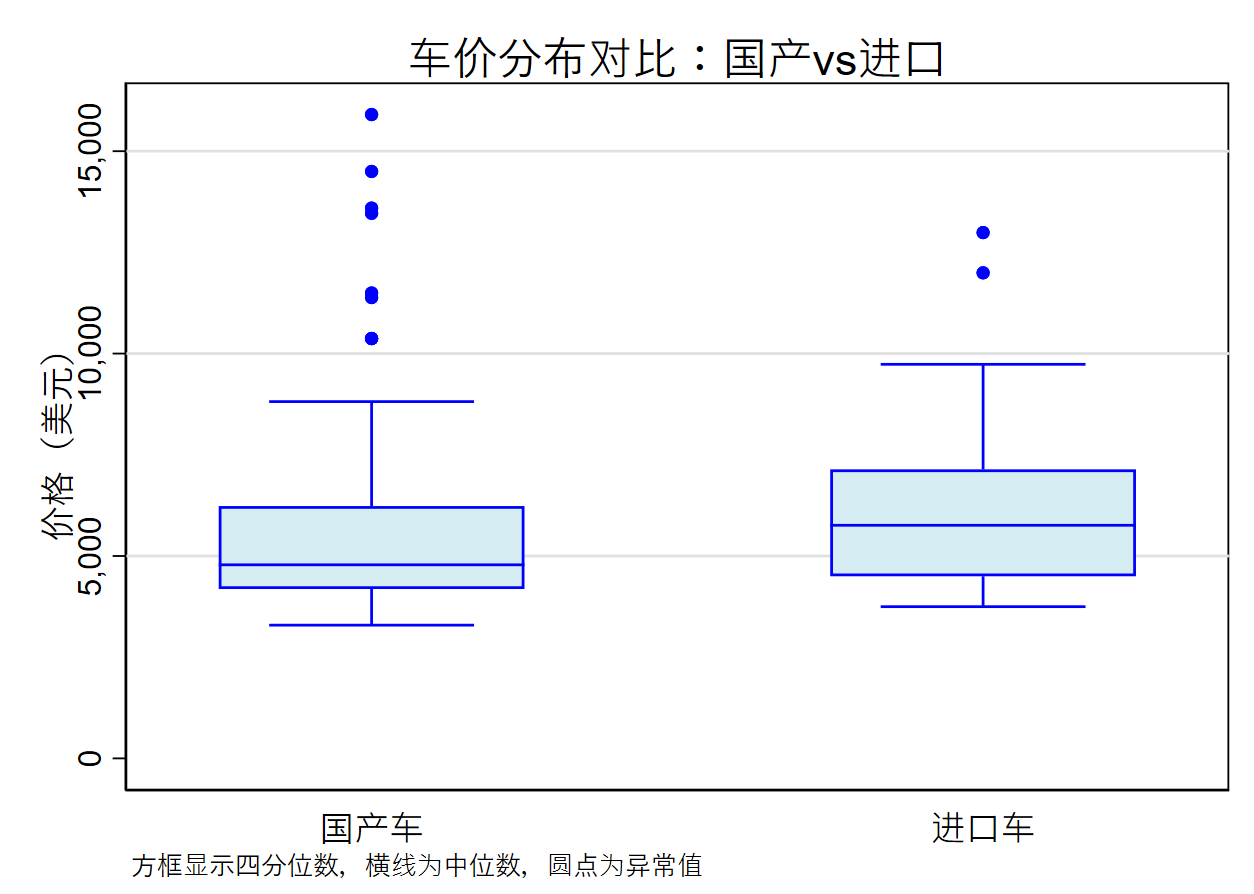 车价分布对比：国产vs进口
价格（美元）
15,000
10,000
5,000
0
国产车
进口车
方框显示四分位数，横线为中位数，圆点为异常值